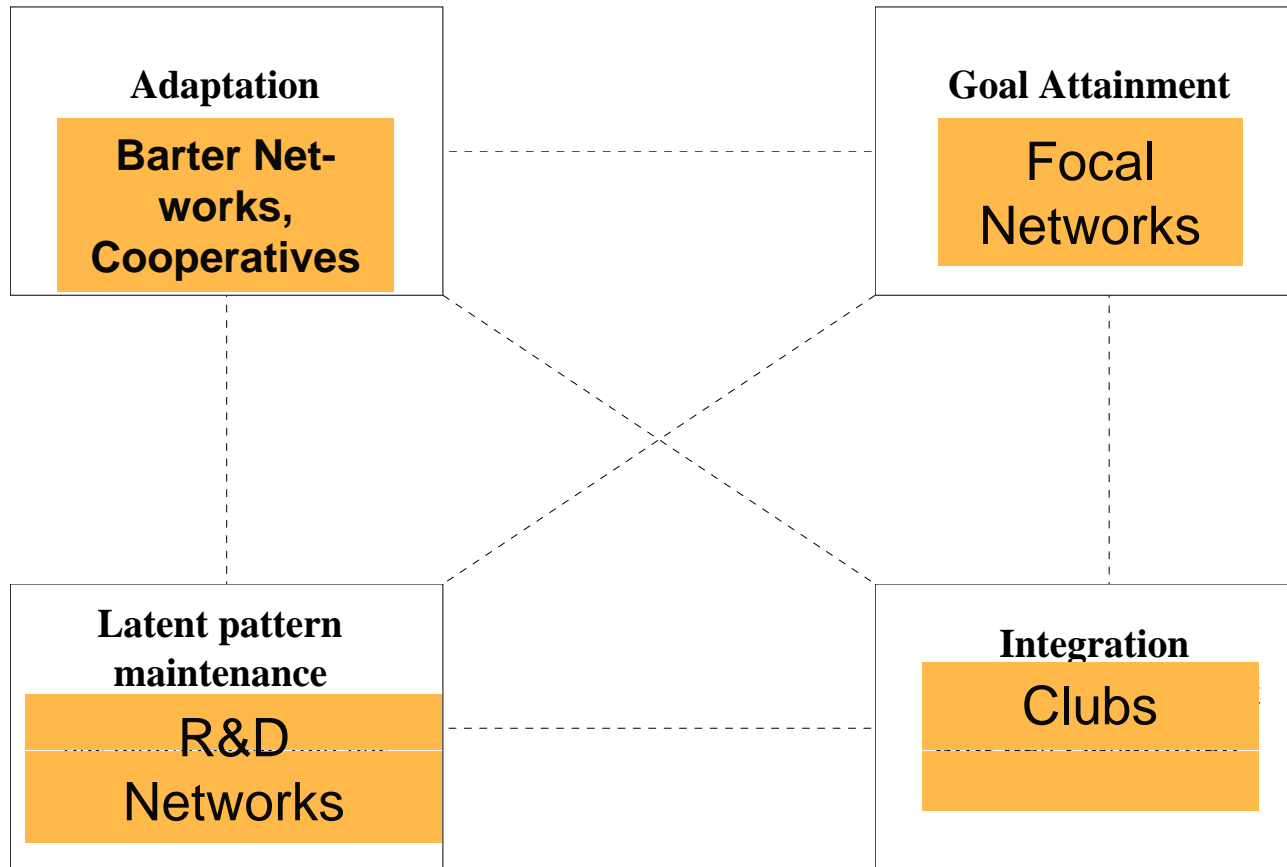 Adaptation
Barter Net-
works,
Cooperatives
Goal Attainment
Focal
Networks
Latent pattern
maintenance
R&D
Networks
Integration
Clubs